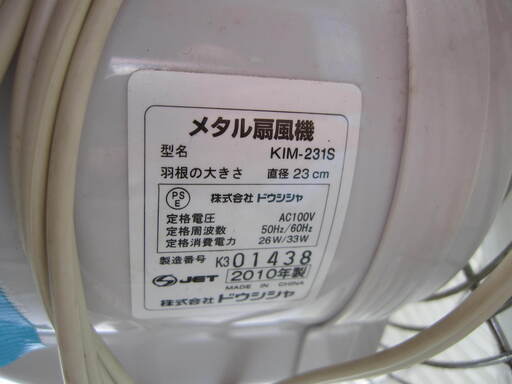 メタル扇風機
型名 KIM-231S
羽根の大きさ 直径 23cm
PS E 株式会社 ドウシシャ
定格電圧 AC100V
定格周波数 50Hz/60Hz
定格消費電力 26W/33W
製造番号 K301438
JET 2010年製
MADE IN CHINA
株式会社 ドウシシャ